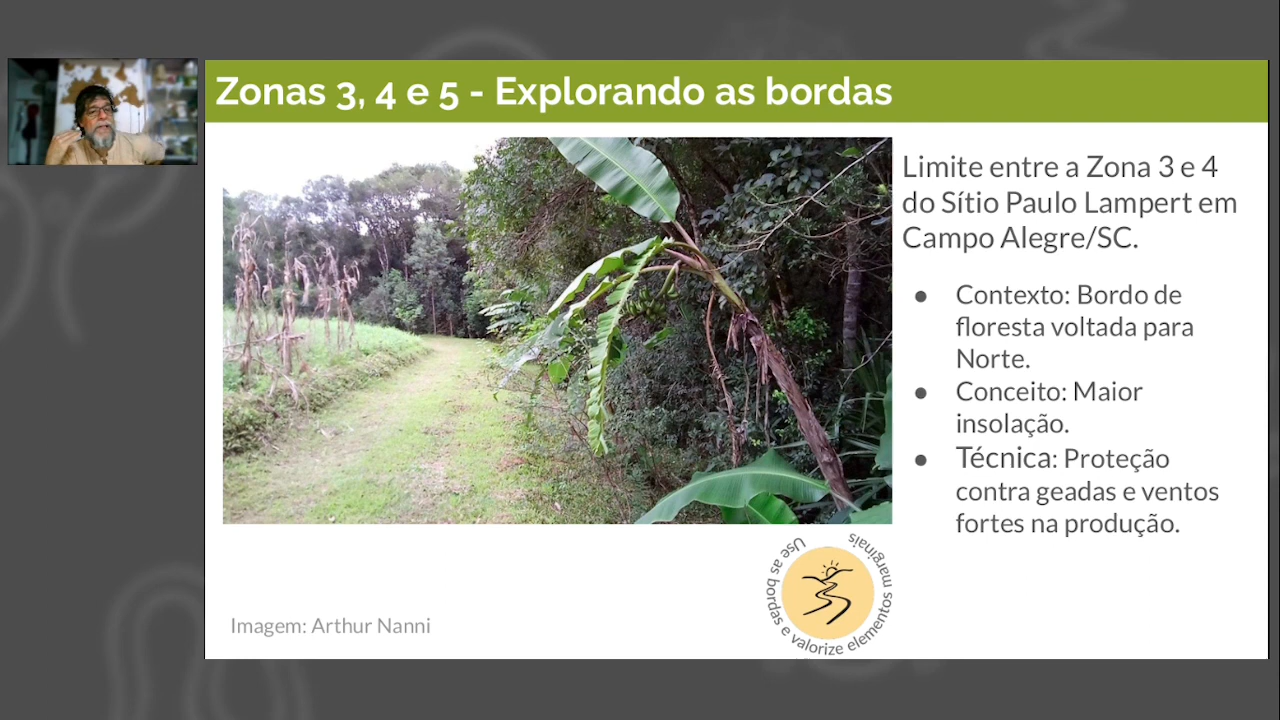 Zonas 3, 4 e 5 - Explorando as bordas
Limite entre a Zona 3 e 4
do Sítio Paulo Lampert em
Campo Alegre/SC.
● Contexto: Bordo de
floresta voltada para
Norte.
● Conceito: Maior
insolação.
● Técnica: Proteção
contra geadas e ventos
fortes na produção.
Use as bordas e valorize elementos marginais
Imagem: Arthur Nanni